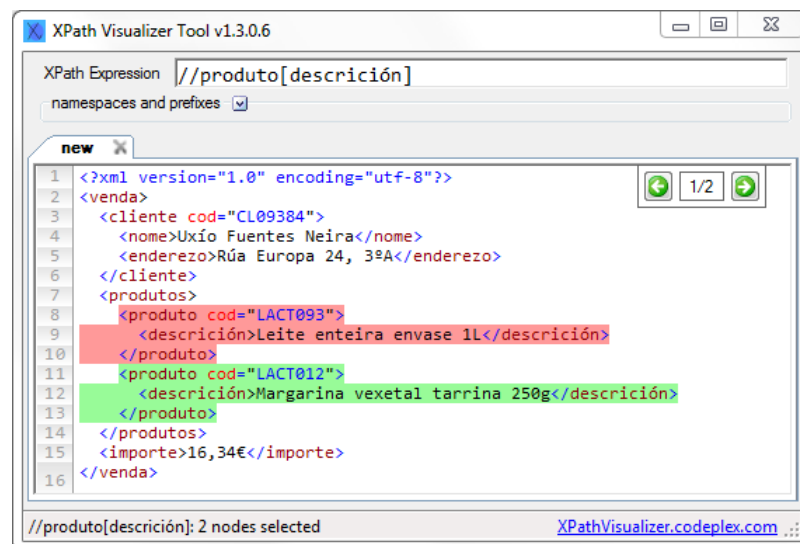 XPath Visualizer Tool v1.3.0.6
XPath Expression //produto[descrición]
namespaces and prefixes
new
1 <?xml version="1.0" encoding="utf-8"?>
2 <venda>
3 <cliente cod="CL09384">
4 <nome>Uxío Fuentes Neira</nome>
5 <enderezo>Rúa Europa 24, 3ºA</enderezo>
6 </cliente>
7 <produtos>
8 <produto cod="LACT093">
9 <descrición>Leite enteira envase 1L</descrición>
10 </produto>
11 <produto cod="LACT012">
12 <descrición>Margarina vexetal tarrina 250g</descrición>
13 </produto>
14 </produtos>
15 <importe>16,34€</importe>
16 </venda>
1/2
//produto[descrición]: 2 nodes selected XPathVisualizer.codeplex.com